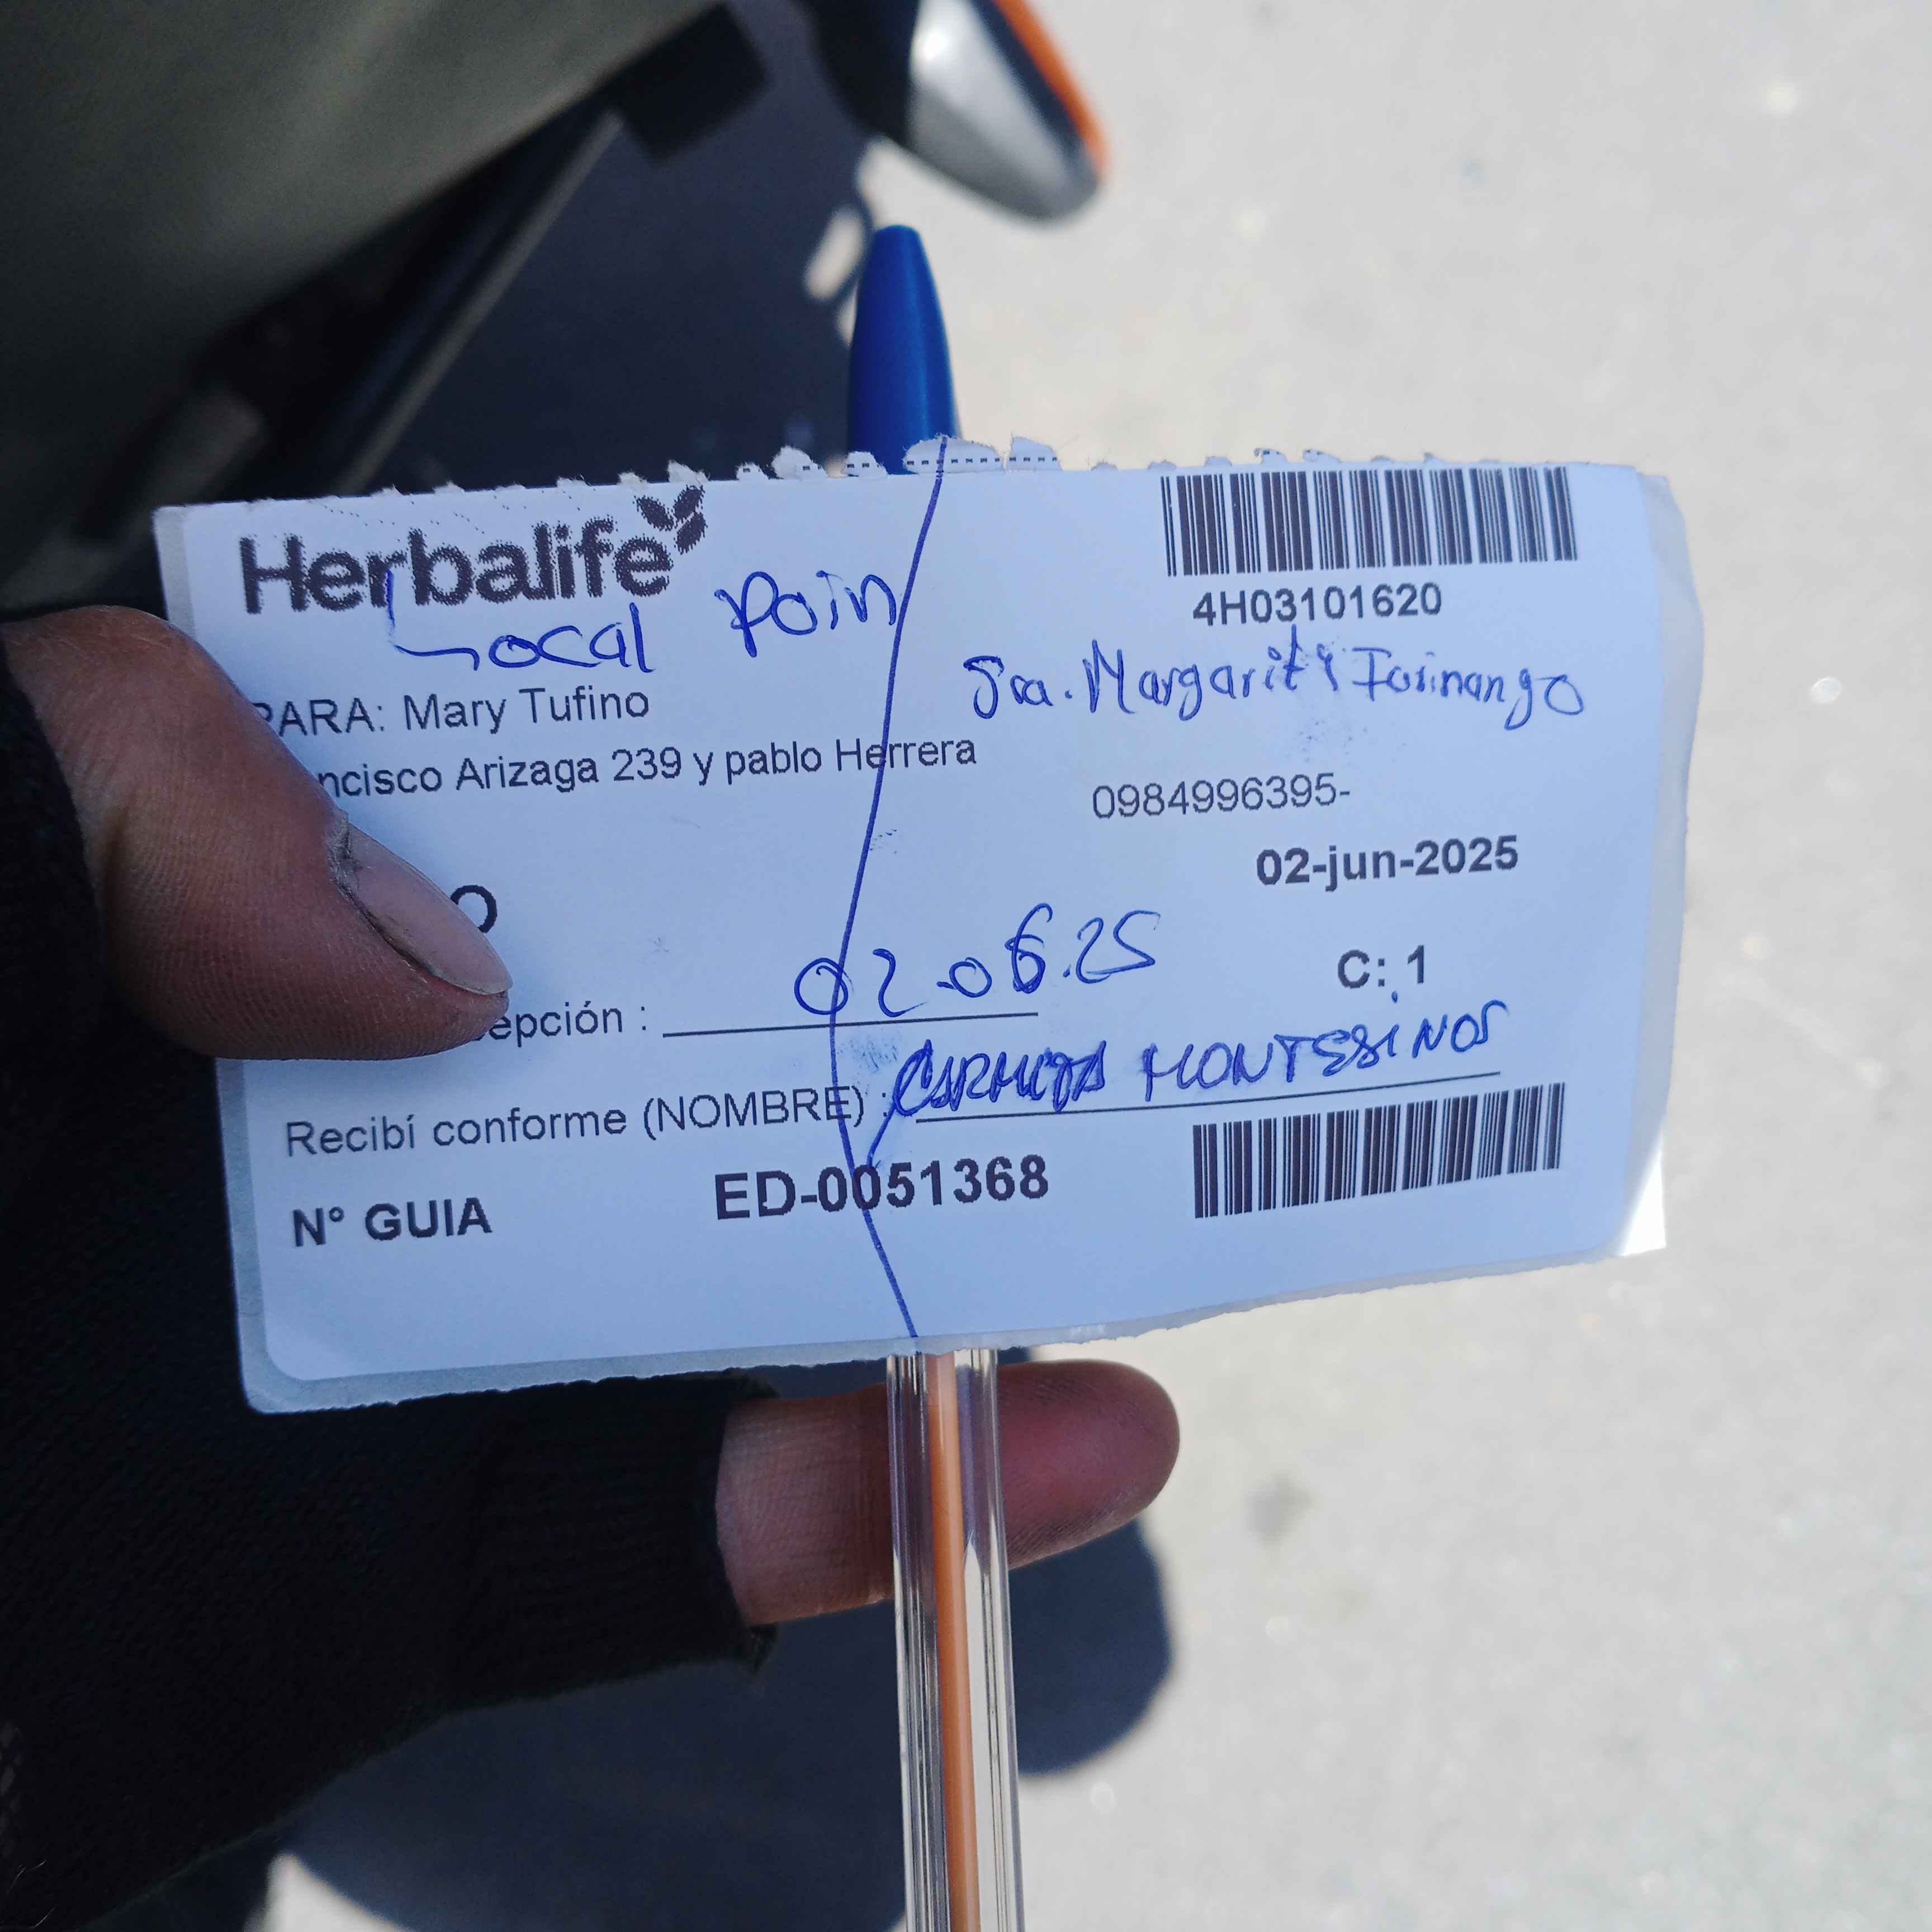 Herbalife
Local Poin
4H03101620
PARA: Mary Tufino
Sra. Margarita
ncisco Arizaga 239 y pablo Herrera
0984996395-
02-jun-2025
O
02.06.25
C: 1
epción :
Recibí conforme (NOMBRE) : CARMITA MONTESINOS
N° GUIA
ED-0051368